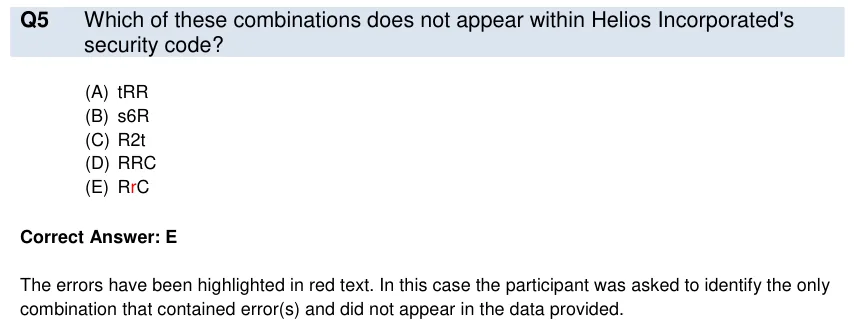 Q5 Which of these combinations does not appear within Helios Incorporated's
security code?
(A) tRR
(B) s6R
(C) R2t
(D) RRC
(E) RrC
Correct Answer: E
The errors have been highlighted in red text. In this case the participant was asked to identify the only
combination that contained error(s) and did not appear in the data provided.